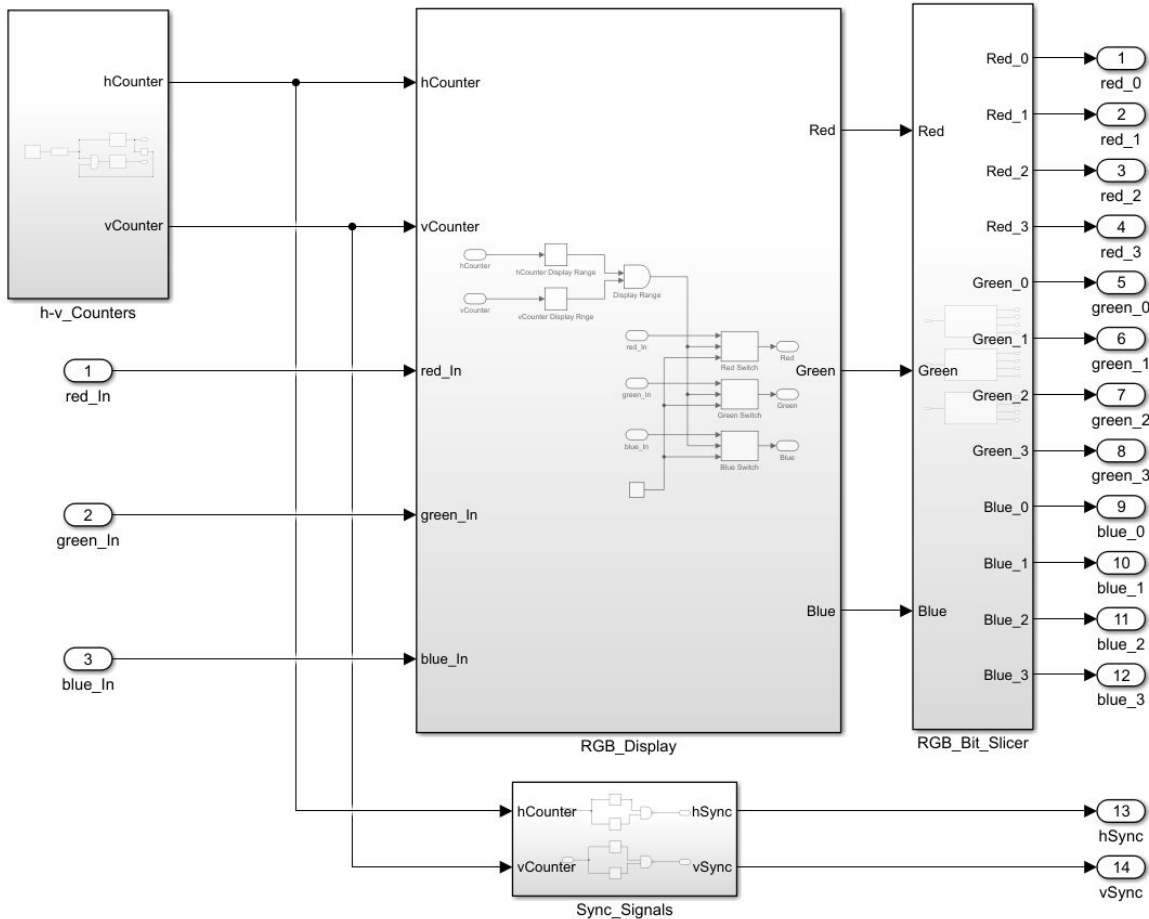 hCounter
vCounter
h-v_Counters
1
red_In
2
green_In
3
blue_In
hCounter
vCounter
red_In
green_In
blue_In
hCounter
hCounter Display Range
vCounter
vCounter Display Rnge
Display Range
red_In
Red Switch
Red
green_In
Green Switch
Green
blue_In
Blue Switch
Blue
Red
Green
Blue
RGB_Display
Red
Green
Blue
Red_0
Red_1
Red_2
Red_3
Green_0
Green_1
Green_2
Green_3
Blue_0
Blue_1
Blue_2
Blue_3
RGB_Bit_Slicer
1
red_0
2
red_1
3
red_2
4
red_3
5
green_0
6
green_1
7
green_2
8
green_3
9
blue_0
10
blue_1
11
blue_2
12
blue_3
hCounter
hSync
vCounter
vSync
Sync_Signals
13
hSync
14
vSync